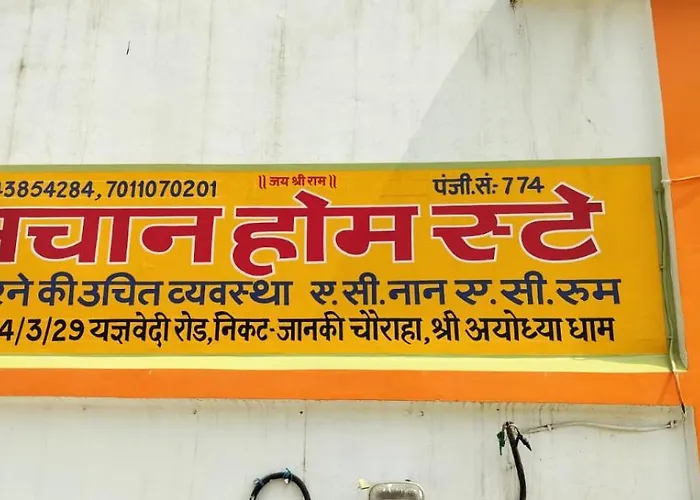 43854284, 7011070201 ॥ जय श्री राम ॥ पंजी.सं:- 774
चान होम स्टे
रने की उचित व्यवस्था ए.सी.नान ए.सी.रुम
4/3/29 यज्ञवेदी रोड,निकट-जानकी चौराहा,श्री अयोध्या धाम